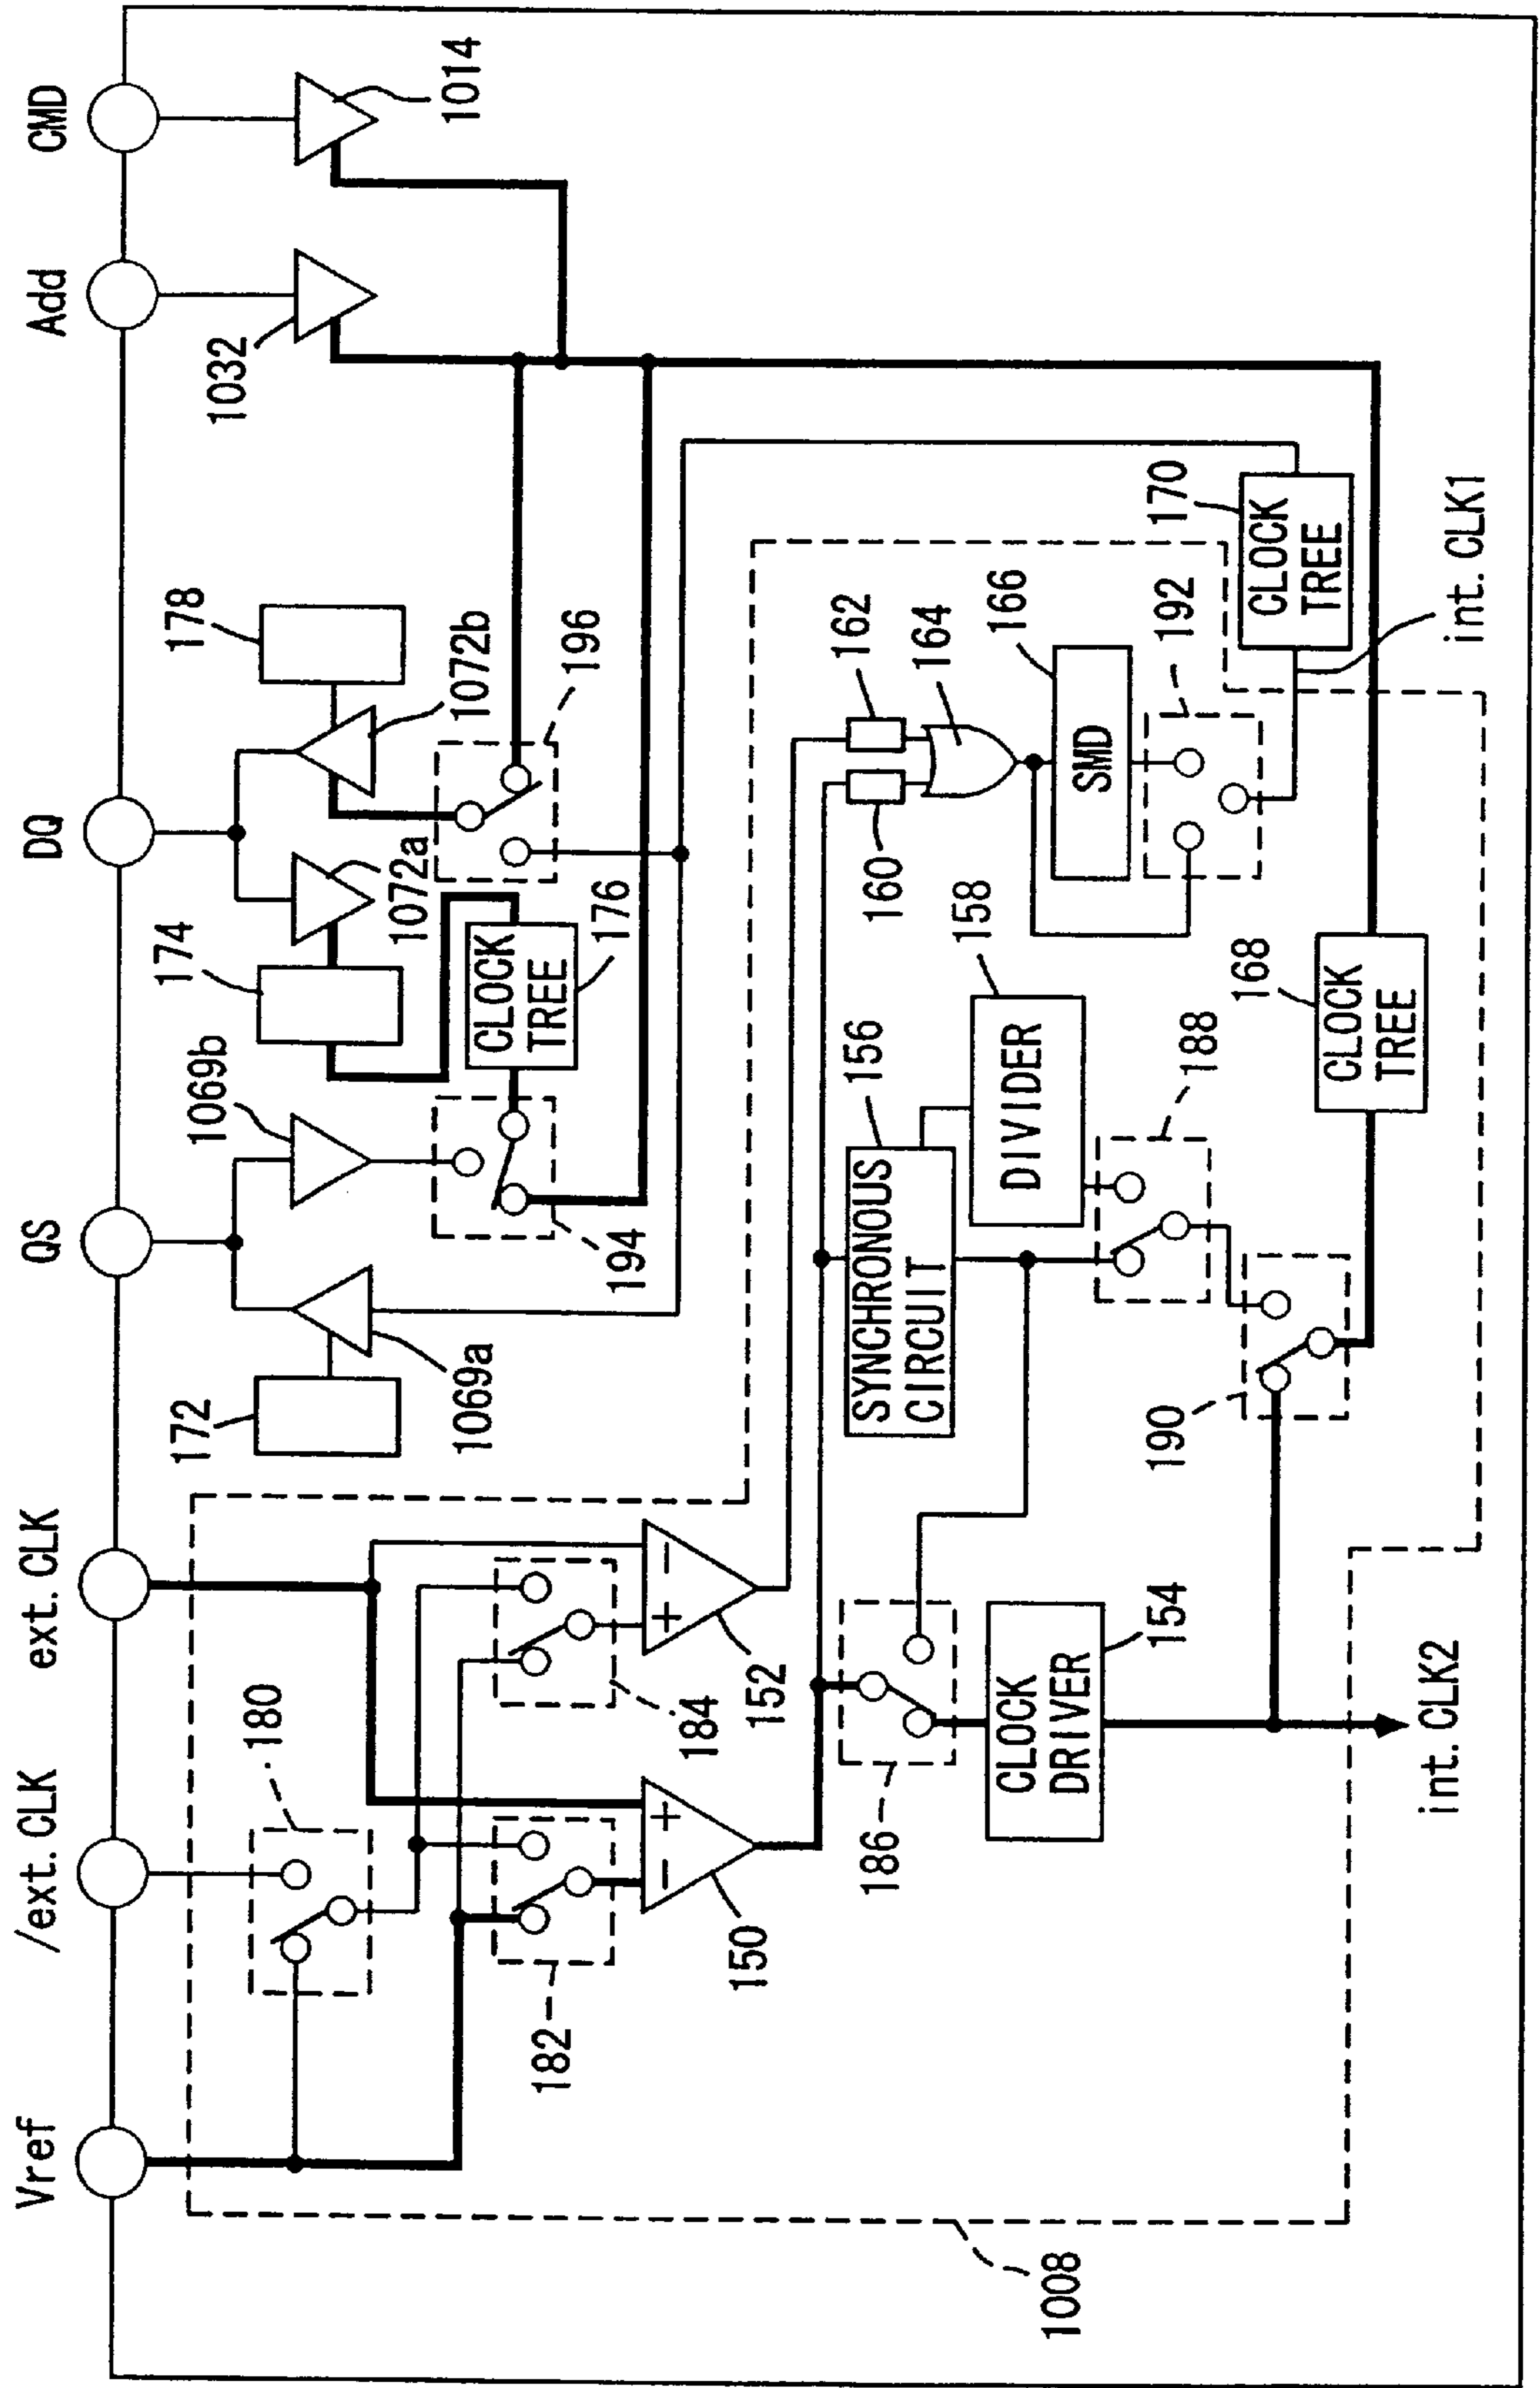 Vref
/ext.CLK
ext.CLK
QS
DQ
Add
CMD
172
1069a
1069b
174
1072a
1072b
178
1032
1014
180
182
184
150
152
194
CLOCK
TREE
176
196
186
CLOCK
DRIVER
154
SYNCHRONOUS
CIRCUIT
156
DIVIDER
158
188
190
160
162
164
SMD
166
192
CLOCK
TREE
168
CLOCK
TREE
170
int.CLK1
int.CLK2
1008
+
−
+
−